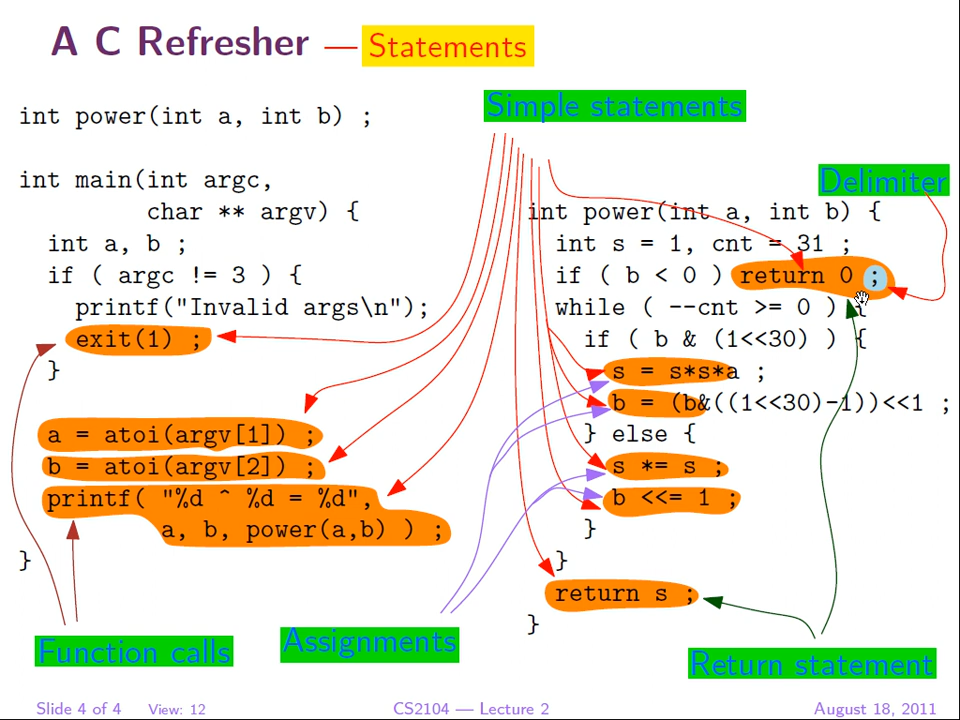 A C Refresher — Statements
Simple statements
int power(int a, int b) ;
int main(int argc,
char ** argv) {
int a, b ;
if ( argc != 3 ) {
printf("Invalid args\n");
exit(1) ;
}
a = atoi(argv[1]) ;
b = atoi(argv[2]) ;
printf( "%d ^ %d = %d",
a, b, power(a,b) ) ;
}
Delimiter
int power(int a, int b) {
int s = 1, cnt = 31 ;
if ( b < 0 ) return 0 ;
while ( --cnt >= 0 ) {
if ( b & (1<<30) ) {
s = s*s*a ;
b = (b&((1<<30)-1))<<1 ;
} else {
s *= s ;
b <<= 1 ;
}
}
return s ;
}
Function calls
Assignments
Return statement
Slide 4 of 4 View: 12 CS2104 — Lecture 2 August 18, 2011